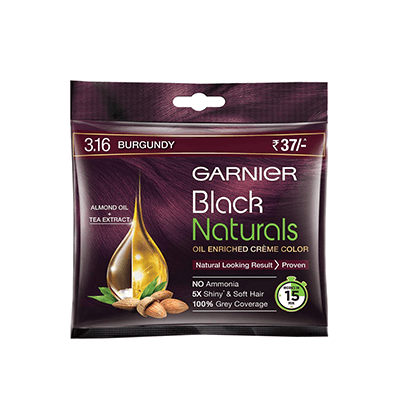 3.16 BURGUNDY
₹37/-
GARNIER
Black
Naturals
OIL ENRICHED CRÈME COLOR
ALMOND OIL
+
TEA EXTRACT
Natural Looking Result > Proven
NO Ammonia
5X Shiny* & Soft Hair
100% Grey Coverage
15
MIN